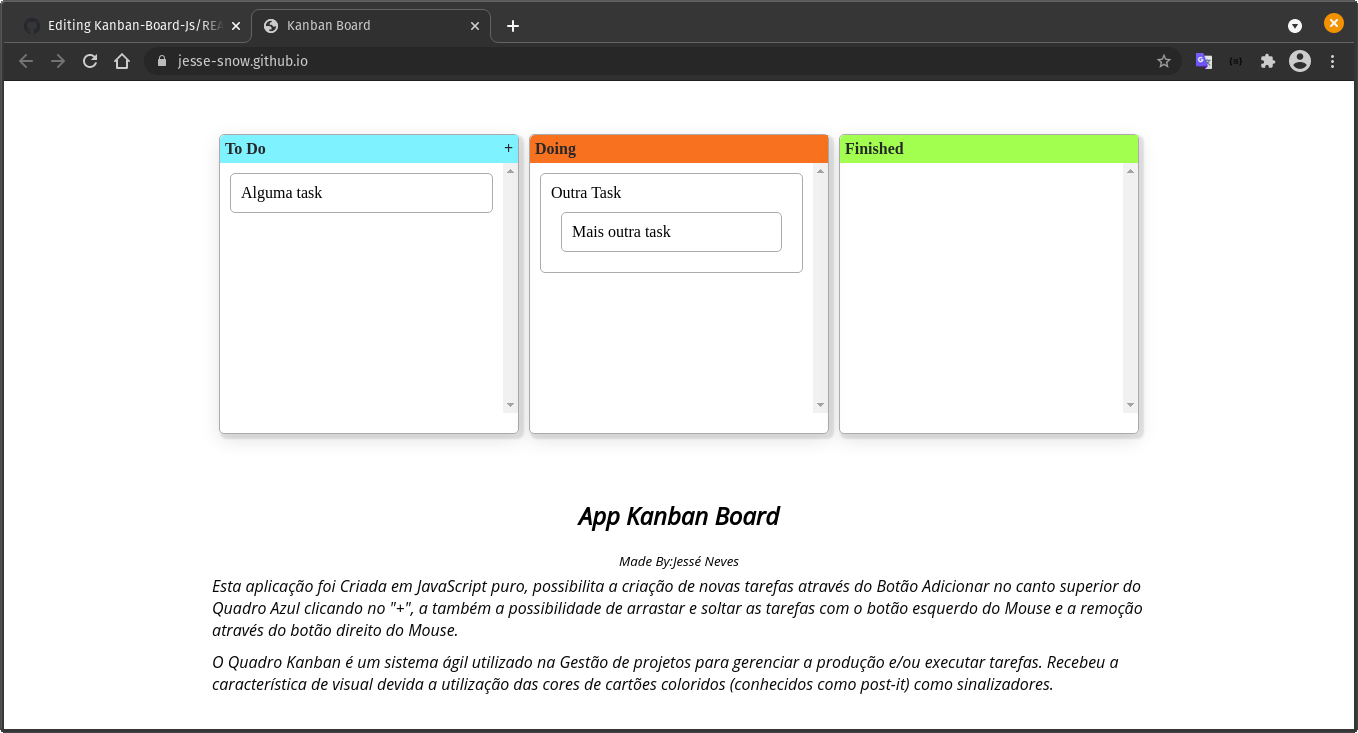 Editing Kanban-Board-Js/REA
Kanban Board
jesse-snow.github.io
To Do +
Doing
Finished
Alguma task
Outra Task
Mais outra task
App Kanban Board
Made By:Jessé Neves
Esta aplicação foi Criada em JavaScript puro, possibilita a criação de novas tarefas através do Botão Adicionar no canto superior do
Quadro Azul clicando no "+", a também a possibilidade de arrastar e soltar as tarefas com o botão esquerdo do Mouse e a remoção
através do botão direito do Mouse.
O Quadro Kanban é um sistema ágil utilizado na Gestão de projetos para gerenciar a produção e/ou executar tarefas. Recebeu a
característica de visual devida a utilização das cores de cartões coloridos (conhecidos como post-it) como sinalizadores.